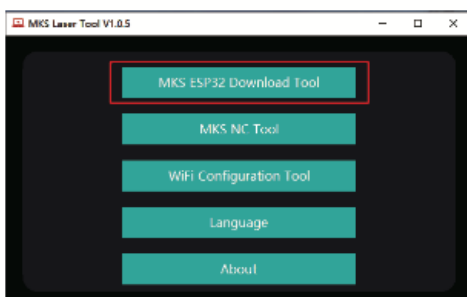 MKS Laser Tool V1.0.5
MKS ESP32 Download Tool
MKS NC Tool
WiFi Configuration Tool
Language
About